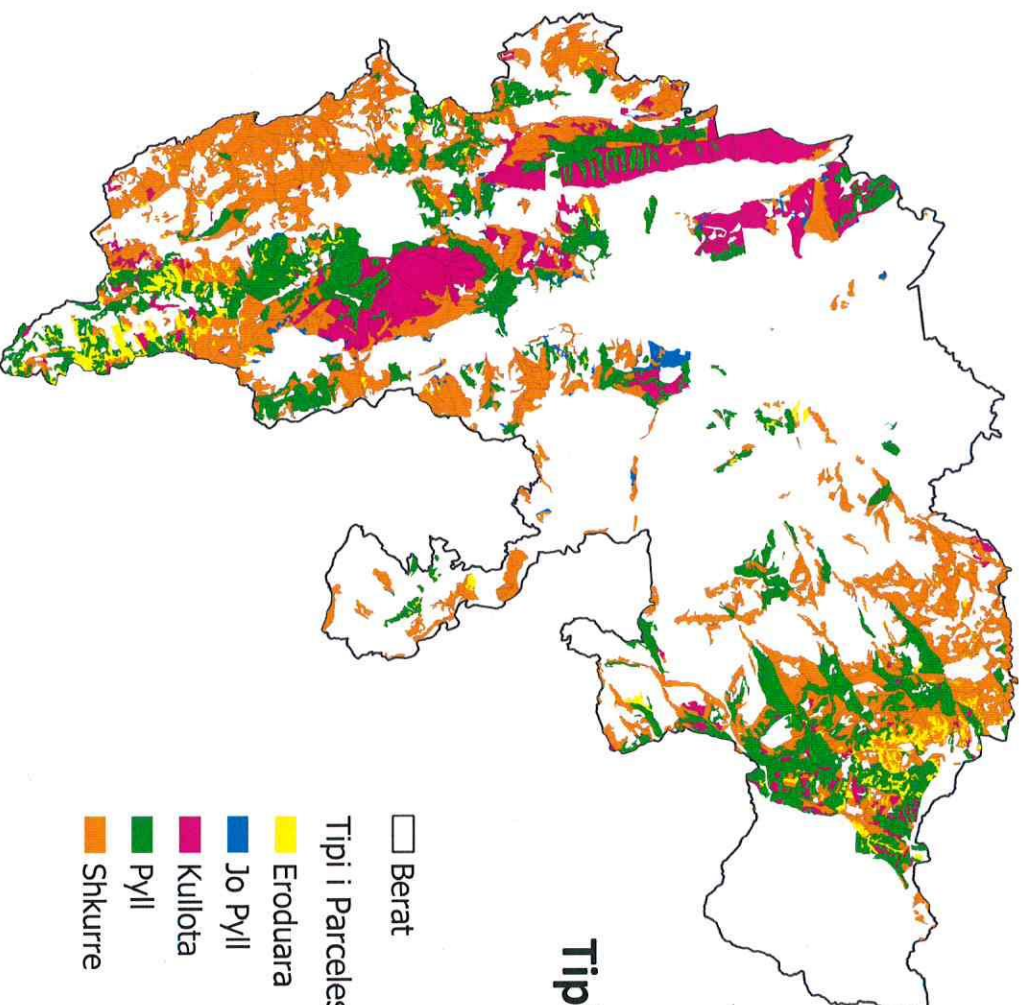 Tip
Berat
Tipi i Parceles
Eroduara
Jo Pyll
Kullota
Pyll
Shkurre